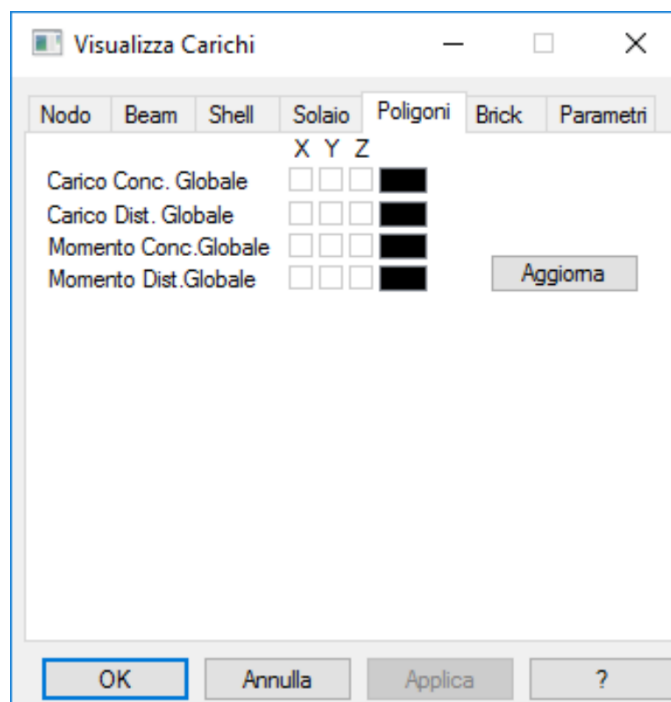 Visualizza Carichi
Nodo Beam Shell Solaio Poligoni Brick Parametri
X Y Z
Carico Conc. Globale
Carico Dist. Globale
Momento Conc.Globale
Momento Dist.Globale
Aggiorna
OK Annulla Applica ?